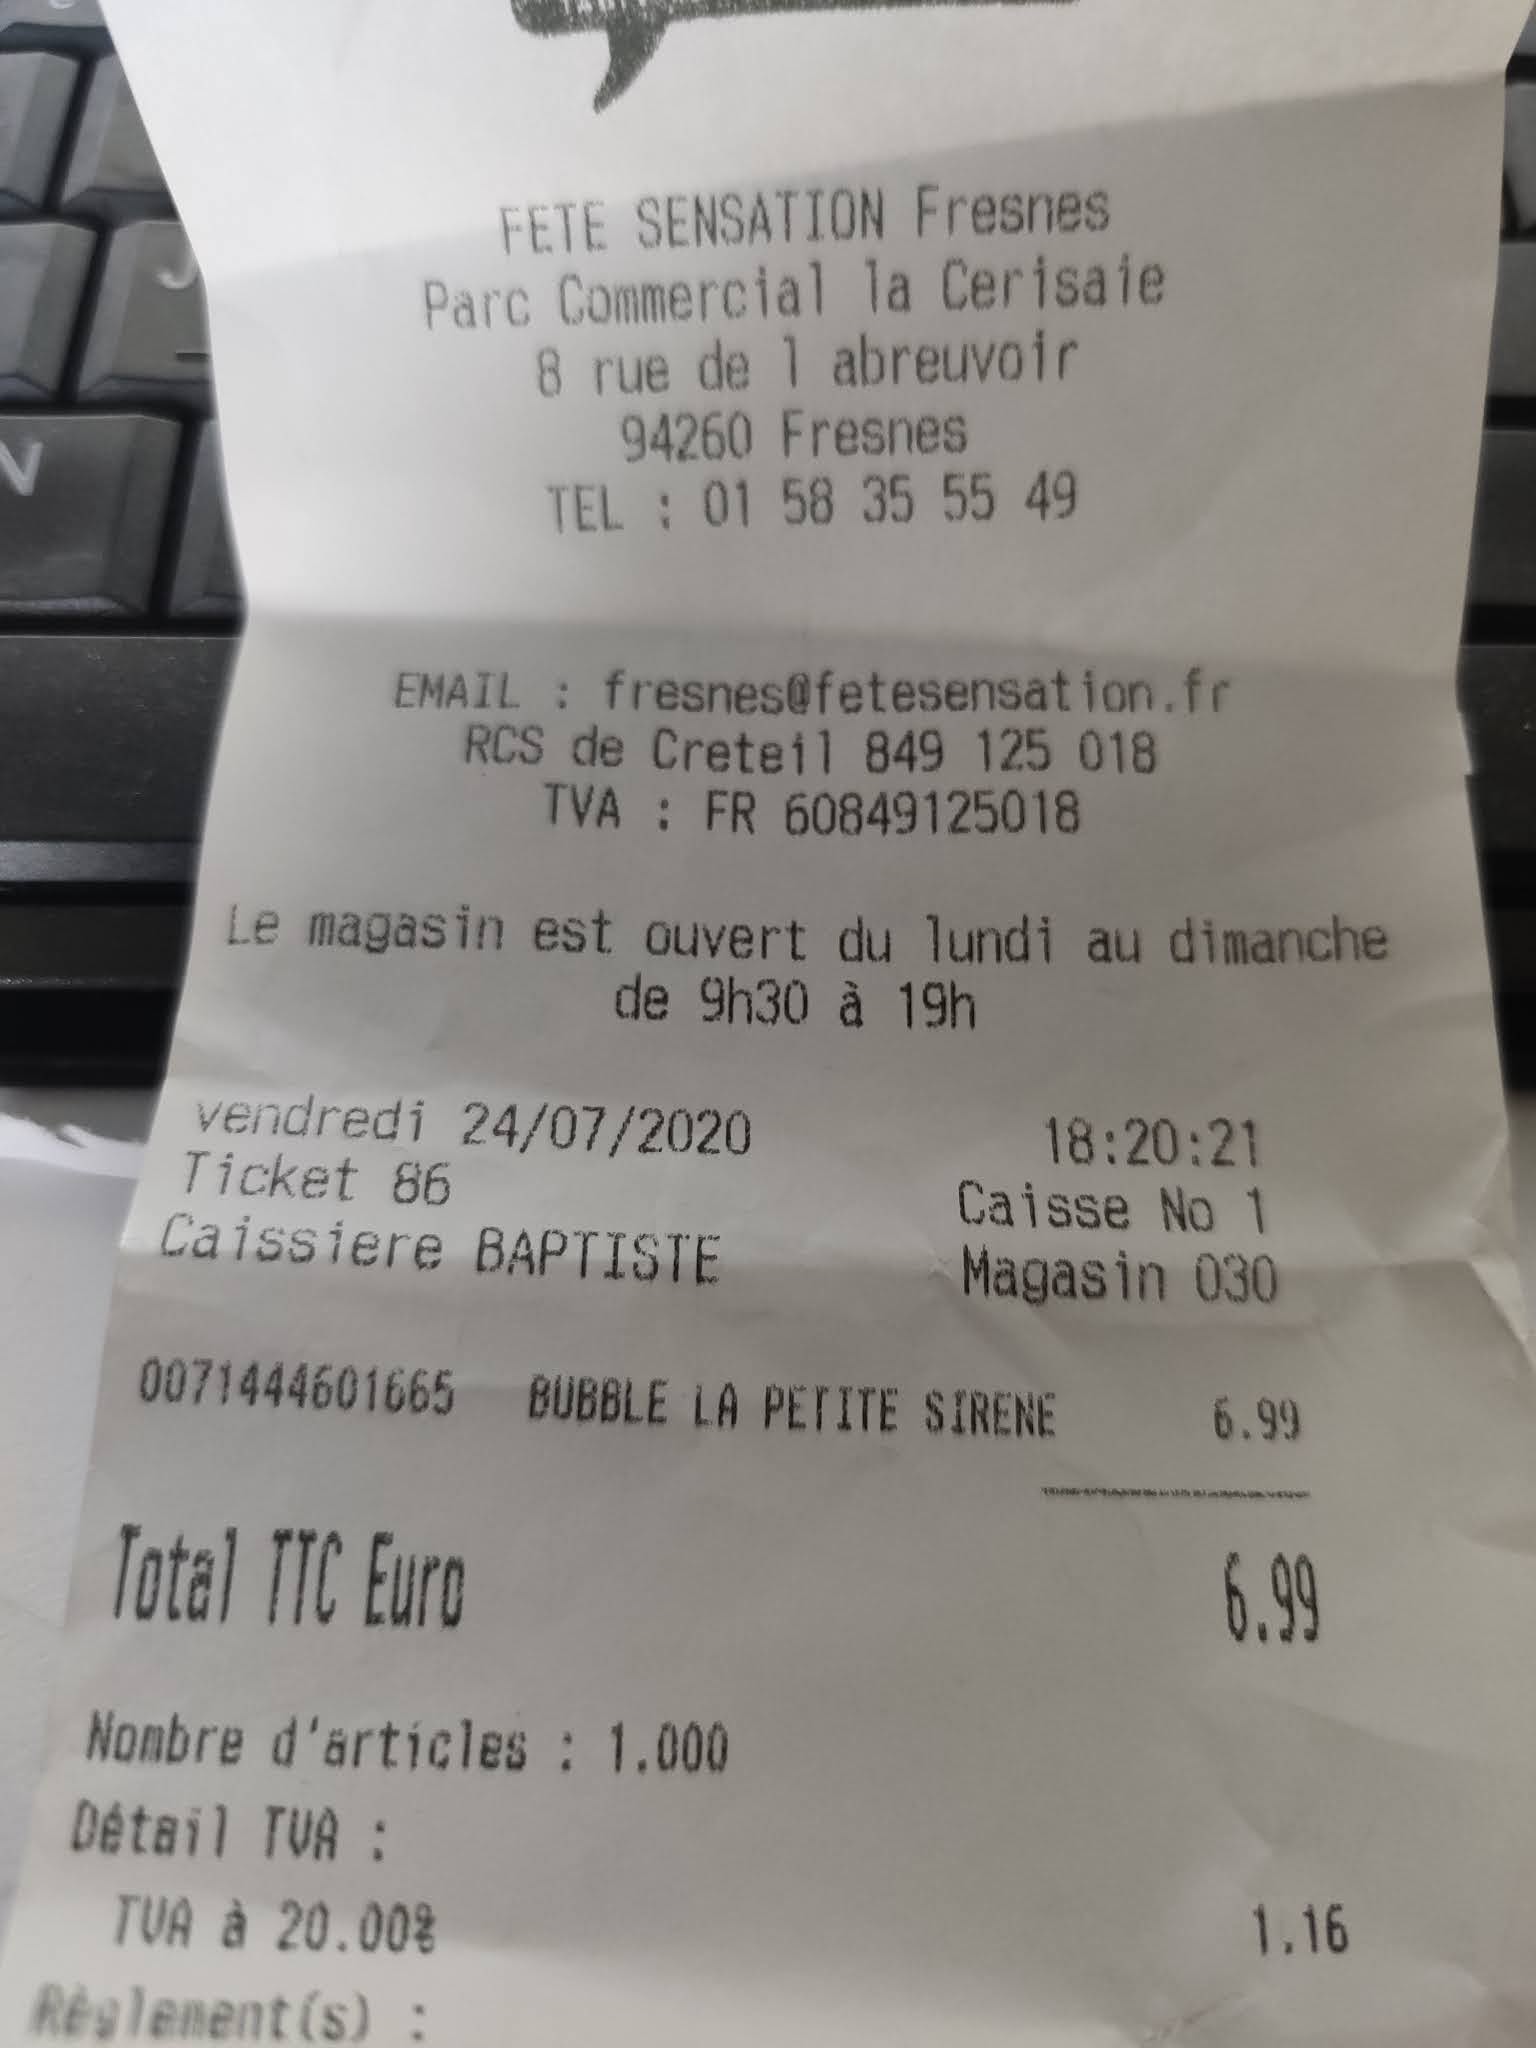 FETE SENSATION Fresnes
Parc Commercial la Cerisaie
8 rue de l abreuvoir
94260 Fresnes
TEL : 01 58 35 55 49
EMAIL : fresnes@fetesensation.fr
RCS de Creteil 849 125 018
TVA : FR 60849125018
Le magasin est ouvert du lundi au dimanche
de 9h30 à 19h
vendredi 24/07/2020 18:20:21
Ticket 86 Caisse No 1
Caissiere BAPTISTE Magasin 030
0071444601665 BUBBLE LA PETITE SIRENE 6.99
Total TTC Euro 6.99
Nombre d'articles : 1.000
Détail TVA :
TVA à 20.00% 1.16
Règlement(s) :
J
N